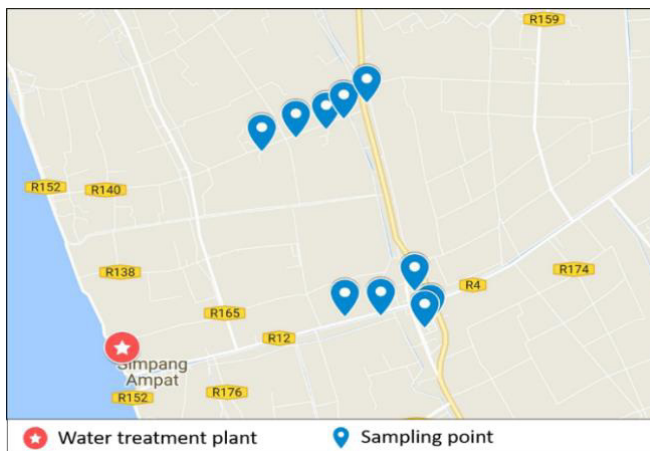 R159
R152
R140
R138
R174
R4
R165
R12
Simpang
Ampat
R152
R176
Water treatment plant
Sampling point